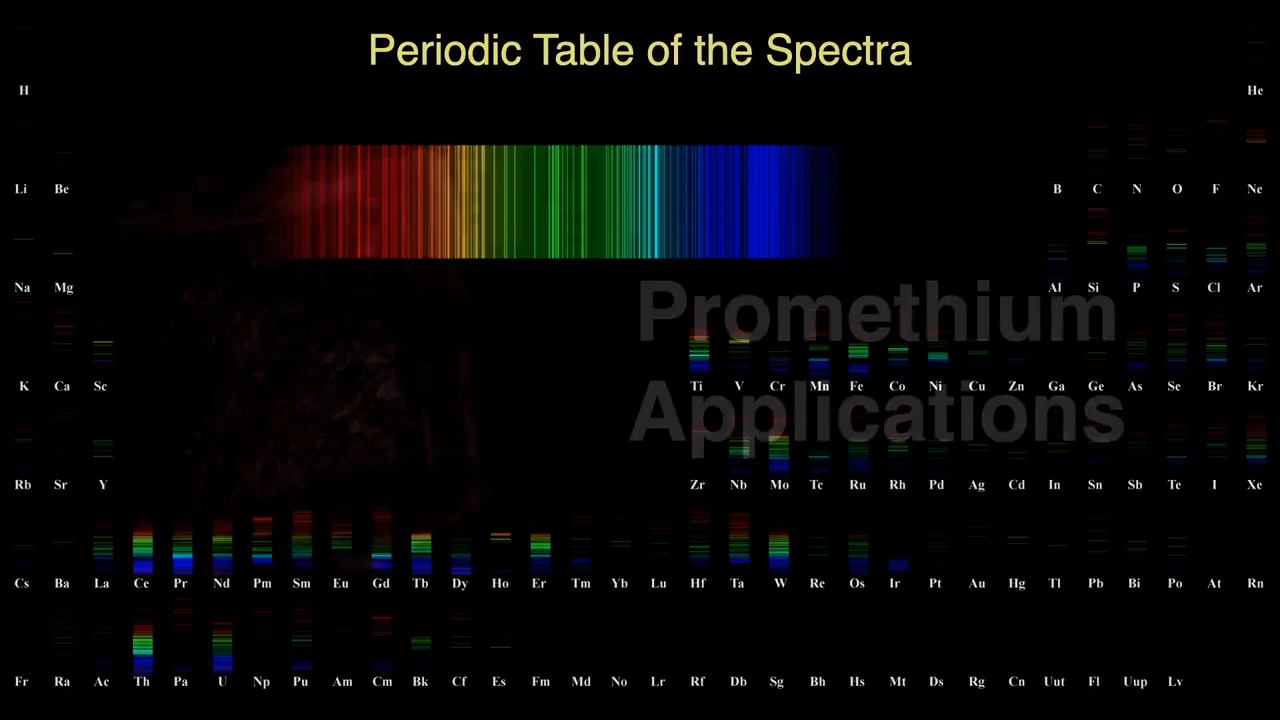 Periodic Table of the Spectra
H He
Li Be B C N O F Ne
Na Mg Al Si P S Cl Ar
Promethium
K Ca Sc Ti V Cr Mn Fe Co Ni Cu Zn Ga Ge As Se Br Kr
Applications
Rb Sr Y Zr Nb Mo Tc Ru Rh Pd Ag Cd In Sn Sb Te I Xe
Cs Ba La Ce Pr Nd Pm Sm Eu Gd Tb Dy Ho Er Tm Yb Lu Hf Ta W Re Os Ir Pt Au Hg Tl Pb Bi Po At Rn
Fr Ra Ac Th Pa U Np Pu Am Cm Bk Cf Es Fm Md No Lr Rf Db Sg Bh Hs Mt Ds Rg Cn Uut Fl Uup Lv